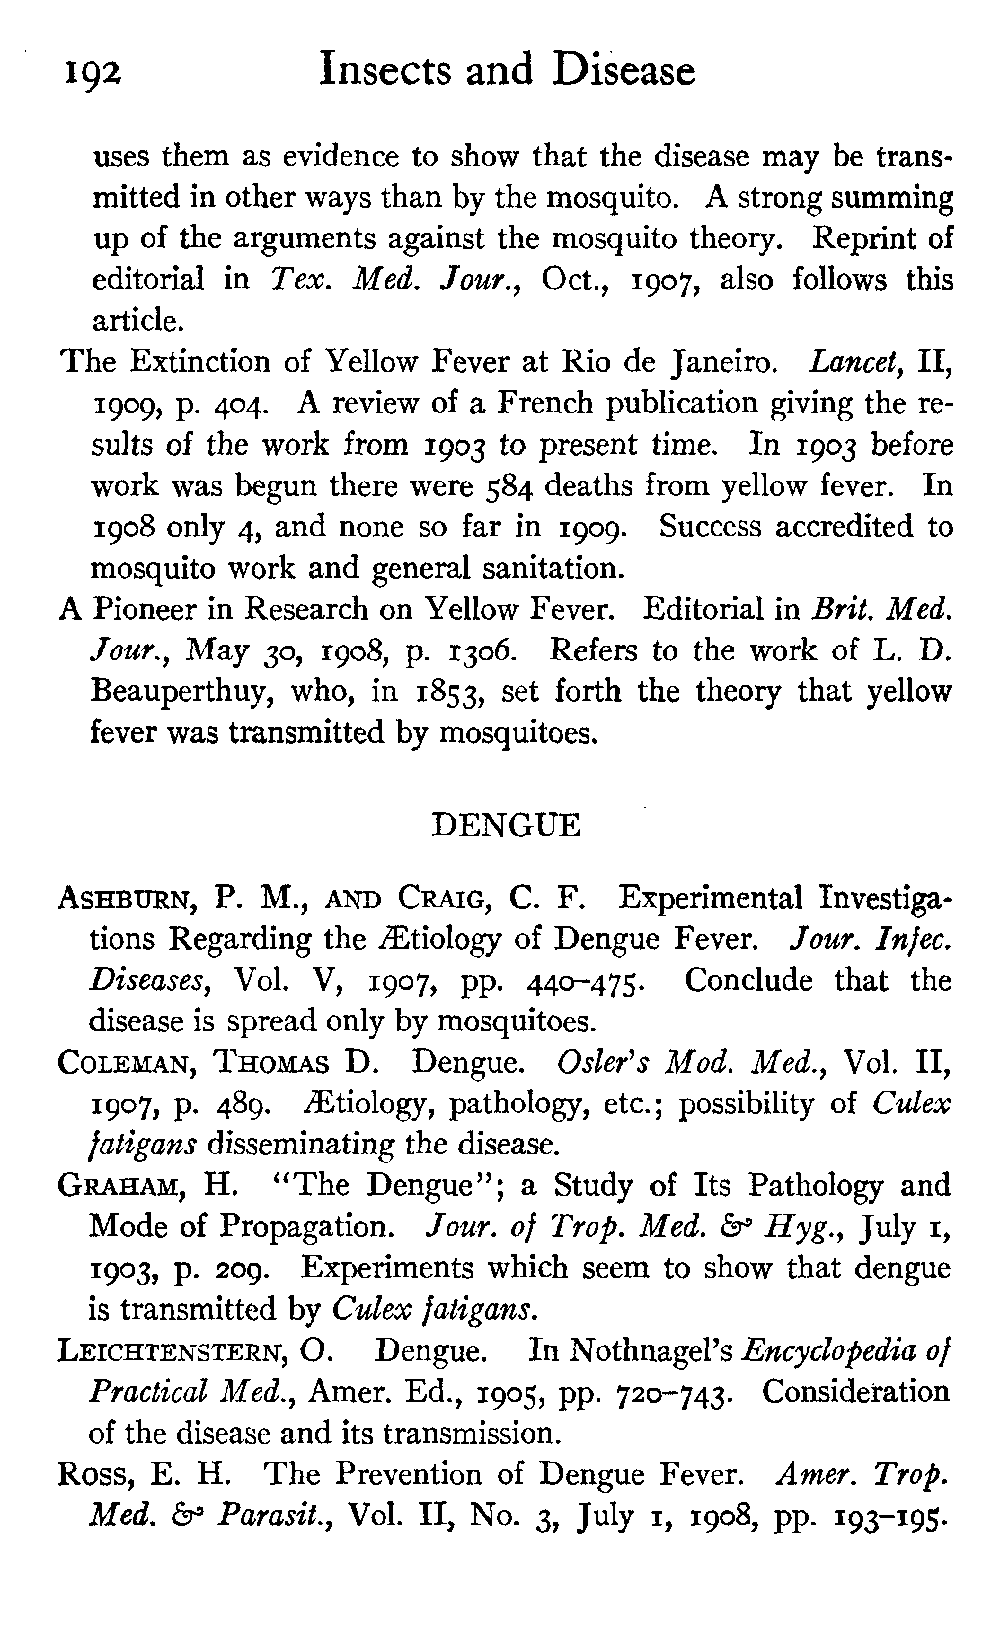 192 Insects and Disease
uses them as evidence to show that the disease may be trans-
mitted in other ways than by the mosquito. A strong summing
up of the arguments against the mosquito theory. Reprint of
editorial in Tex. Med. Jour., Oct., 1907, also follows this
article.
The Extinction of Yellow Fever at Rio de Janeiro. Lancet, II,
1909, p. 404. A review of a French publication giving the re-
sults of the work from 1903 to present time. In 1903 before
work was begun there were 584 deaths from yellow fever. In
1908 only 4, and none so far in 1909. Success accredited to
mosquito work and general sanitation.
A Pioneer in Research on Yellow Fever. Editorial in Brit. Med.
Jour., May 30, 1908, p. 1306. Refers to the work of L. D.
Beauperthuy, who, in 1853, set forth the theory that yellow
fever was transmitted by mosquitoes.
DENGUE
ASHBURN, P. M., AND CRAIG, C. F. Experimental Investiga-
tions Regarding the Ætiology of Dengue Fever. Jour. Infec.
Diseases, Vol. V, 1907, pp. 440–475. Conclude that the
disease is spread only by mosquitoes.
COLEMAN, THOMAS D. Dengue. Osler's Mod. Med., Vol. II,
1907, p. 489. Ætiology, pathology, etc.; possibility of Culex
fatigans disseminating the disease.
GRAHAM, H. "The Dengue"; a Study of Its Pathology and
Mode of Propagation. Jour. of Trop. Med. & Hyg., July 1,
1903, p. 209. Experiments which seem to show that dengue
is transmitted by Culex fatigans.
LEICHTENSTERN, O. Dengue. In Nothnagel's Encyclopedia of
Practical Med., Amer. Ed., 1905, pp. 720–743. Consideration
of the disease and its transmission.
ROSS, E. H. The Prevention of Dengue Fever. Amer. Trop.
Med. & Parasit., Vol. II, No. 3, July 1, 1908, pp. 193–195.